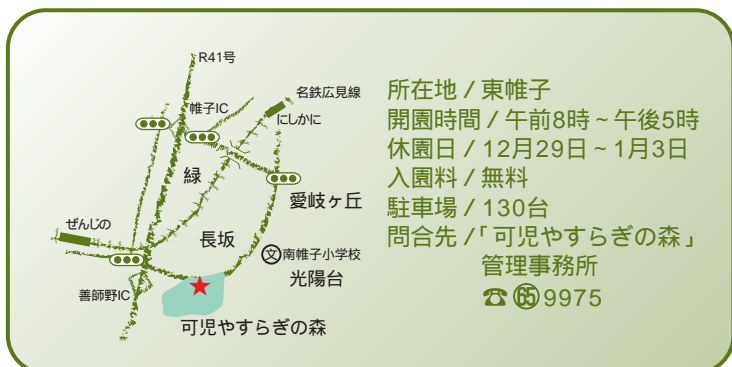 R41号
名鉄広見線
帷子IC
にしかに
緑
愛岐ヶ丘
ぜんじの
長坂
文南帷子小学校
光陽台
善師野IC
可児やすらぎの森
所在地/東帷子
開園時間/午前8時~午後5時
休園日/12月29日~1月3日
入園料/無料
駐車場/130台
問合先/「可児やすらぎの森」
管理事務所
☎65 9975